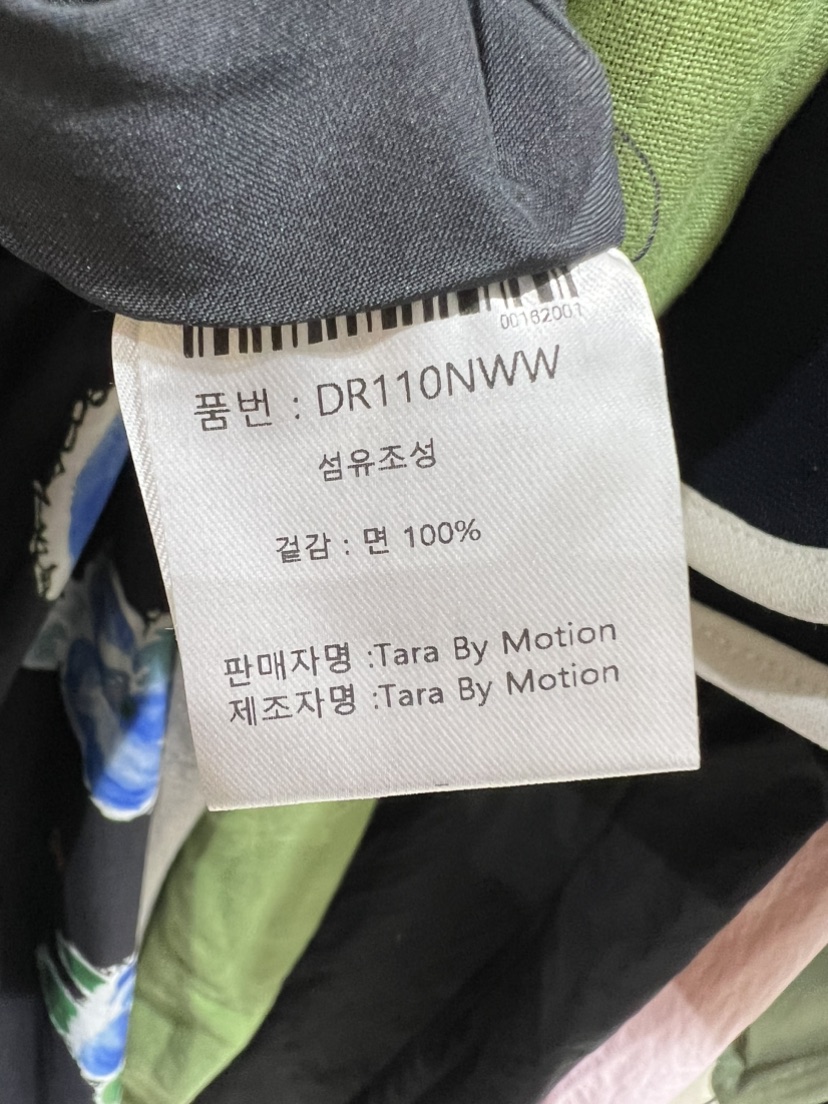 00162001
품번 : DR110NWW
섬유조성
겉감 : 면 100%
판매자명 :Tara By Motion
제조자명 :Tara By Motion